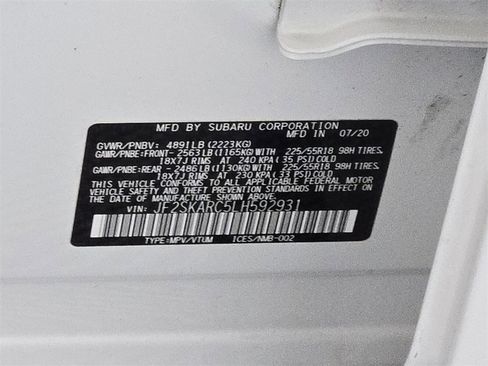 MFD BY SUBARU CORPORATION
GVWR/PNBV: 4891LB(2223KG) MFD IN 07/20
GAWR/PNBE:FRONT- 2563LB(1165KG)WITH 225/55R18 98H TIRES
18X7J RIMS AT 240 KPA(35 PSI)COLD
GAWR/PNBE:REAR - 2486LB(1130KG)WITH 225/55R18 98H TIRES
18X7J RIMS AT 230 KPA(33 PSI)COLD
THIS VEHICLE CONFORMS TO ALL APPLICABLE FEDERAL MOTOR
VEHICLE SAFETY AND THEFT PREVENTION STANDARDS IN EFFECT
ON THE DATE OF MANUFACTURE SHOWN ABOVE.
VIN: JF2SKARC5LH592931
TYPE:MPV/VTUM ICES/NMB-002